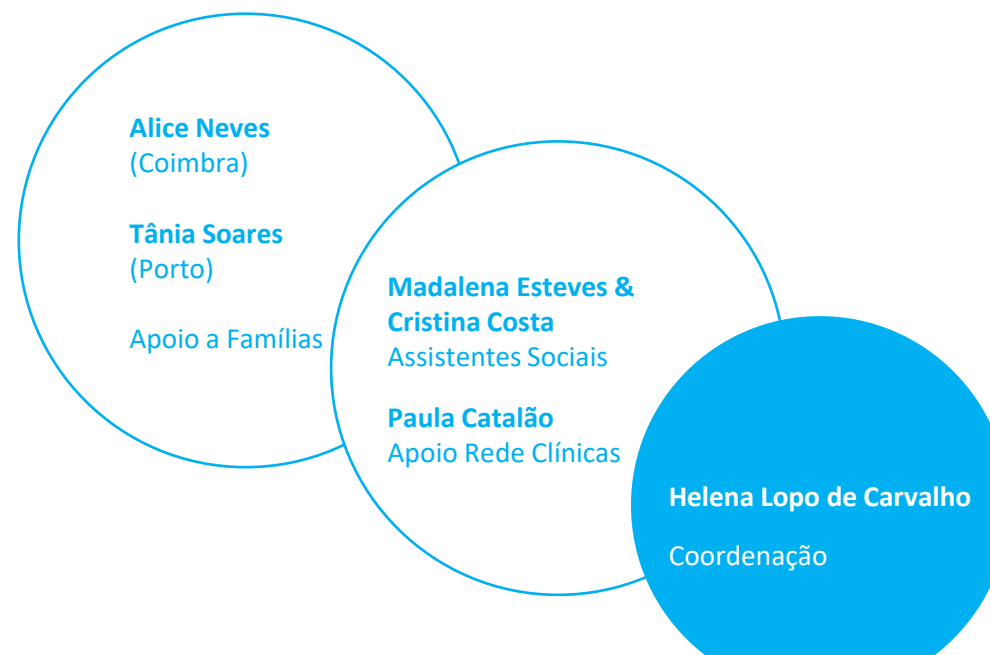 Alice Neves
(Coimbra)
Tânia Soares
(Porto)
Apoio a Famílias
Madalena Esteves &
Cristina Costa
Assistentes Sociais
Paula Catalão
Apoio Rede Clínicas
Helena Lopo de Carvalho
Coordenação